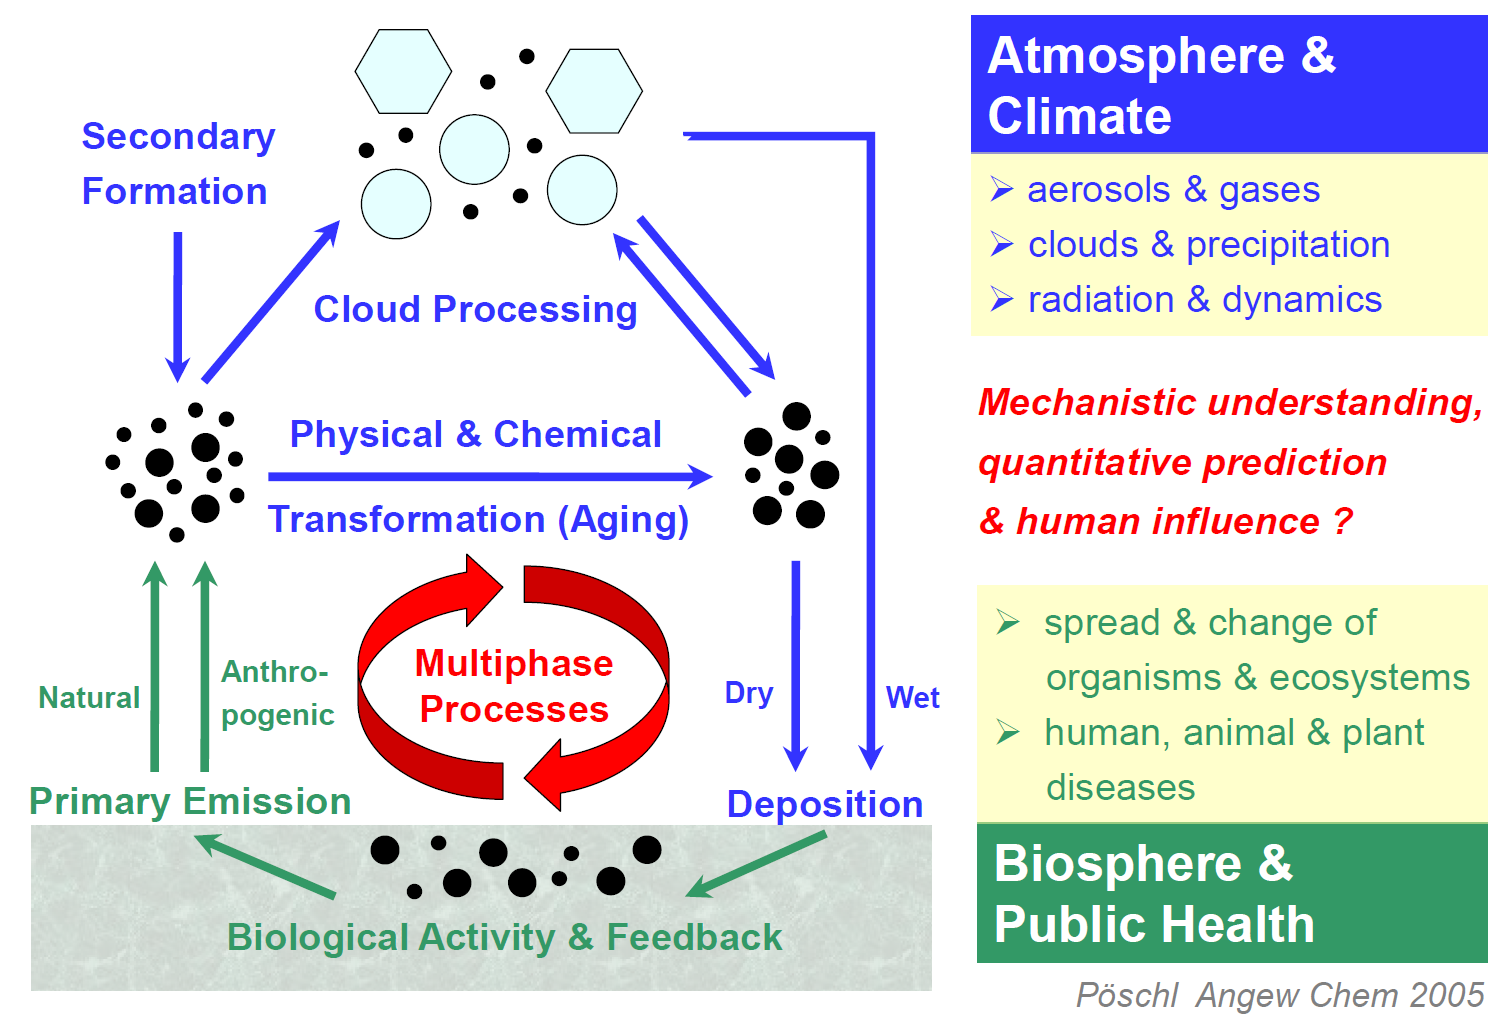 Secondary
Formation
Cloud Processing
Physical & Chemical
Transformation (Aging)
Multiphase
Processes
Natural
Anthro-
pogenic
Dry
Wet
Primary Emission
Deposition
Biological Activity & Feedback
Atmosphere &
Climate
➢ aerosols & gases
➢ clouds & precipitation
➢ radiation & dynamics
Mechanistic understanding,
quantitative prediction
& human influence ?
➢ spread & change of
organisms & ecosystems
➢ human, animal & plant
diseases
Biosphere &
Public Health
Pöschl Angew Chem 2005